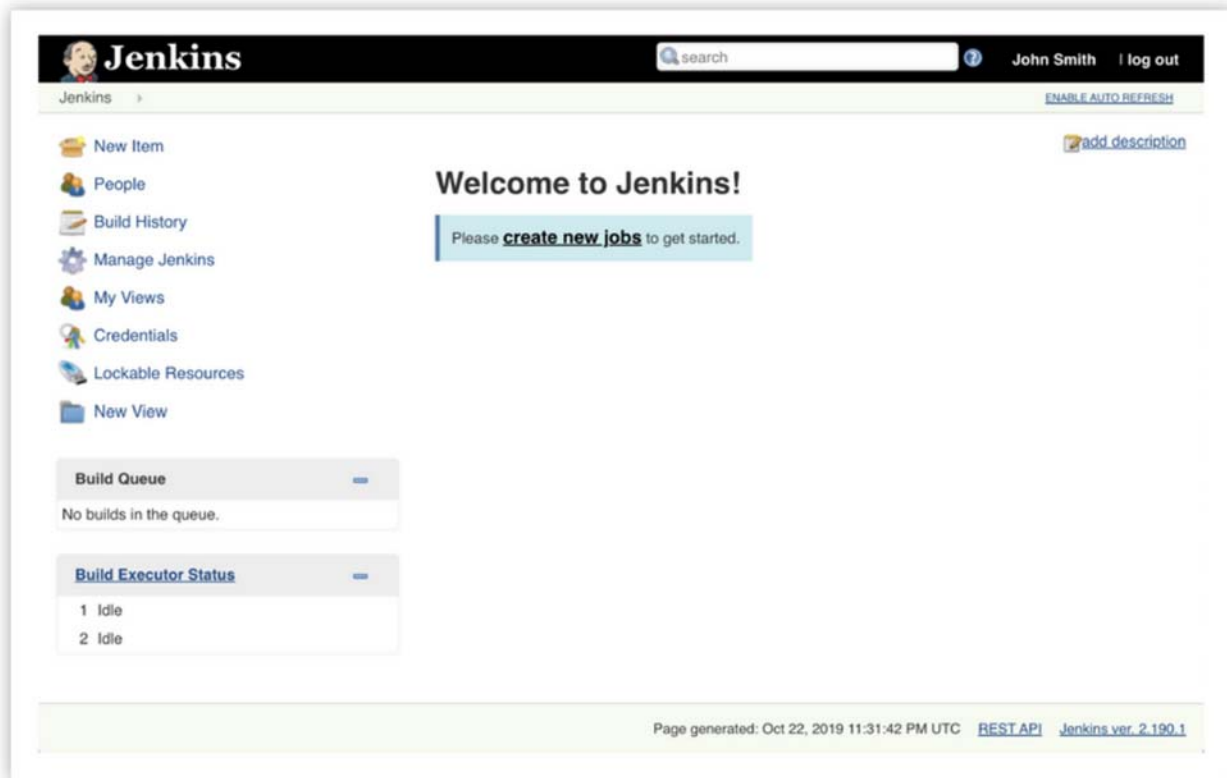 Jenkins
search
John Smith | log out
Jenkins
ENABLE AUTO REFRESH
New Item
People
Build History
Manage Jenkins
My Views
Credentials
Lockable Resources
New View
Build Queue
No builds in the queue.
Build Executor Status
1 Idle
2 Idle
add description
Welcome to Jenkins!
Please create new jobs to get started.
Page generated: Oct 22, 2019 11:31:42 PM UTC REST API Jenkins ver. 2.190.1